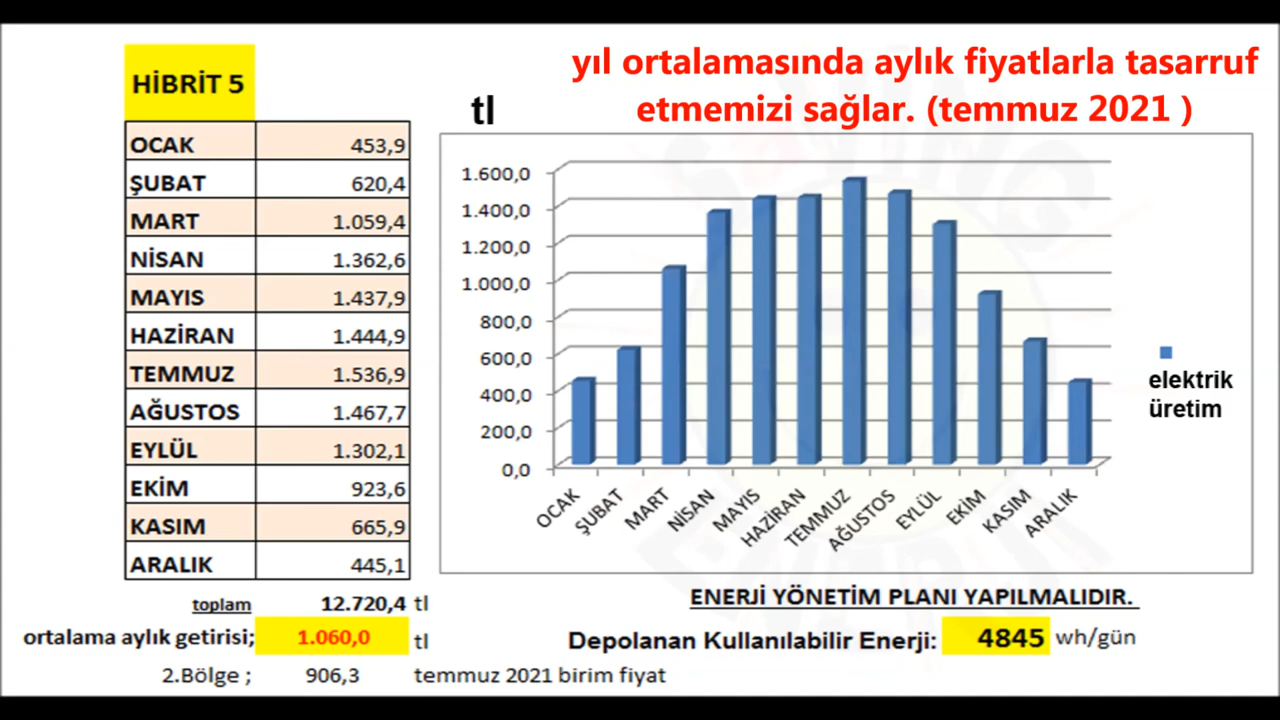 HİBRİT 5
yıl ortalamasında aylık fiyatlarla tasarruf
etmemizi sağlar. (temmuz 2021 )
tl
OCAK 453,9
ŞUBAT 620,4
MART 1.059,4
NİSAN 1.362,6
MAYIS 1.437,9
HAZİRAN 1.444,9
TEMMUZ 1.536,9
AĞUSTOS 1.467,7
EYLÜL 1.302,1
EKİM 923,6
KASIM 665,9
ARALIK 445,1
toplam 12.720,4 tl
ortalama aylık getirisi; 1.060,0 tl
2.Bölge ; 906,3 temmuz 2021 birim fiyat
1.600,0
1.400,0
1.200,0
1.000,0
800,0
600,0
400,0
200,0
0,0
OCAK
ŞUBAT
MART
NİSAN
MAYIS
HAZİRAN
TEMMUZ
AĞUSTOS
EYLÜL
EKİM
KASIM
ARALIK
elektrik
üretim
ENERJİ YÖNETİM PLANI YAPILMALIDIR.
Depolanan Kullanılabilir Enerji: 4845 wh/gün